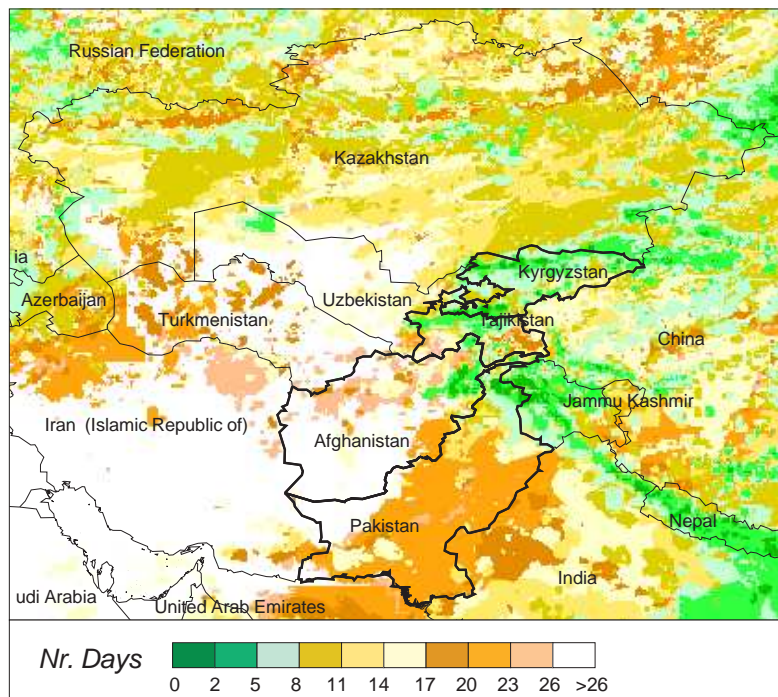 Russian Federation
Kazakhstan
ia
Kyrgyzstan
Azerbaijan
Uzbekistan
Turkmenistan
Tajikistan
China
Jammu Kashmir
Iran (Islamic Republic of)
Afghanistan
Pakistan
Nepal
India
udi Arabia
United Arab Emirates
Nr. Days
0 2 5 8 11 14 17 20 23 26 >26